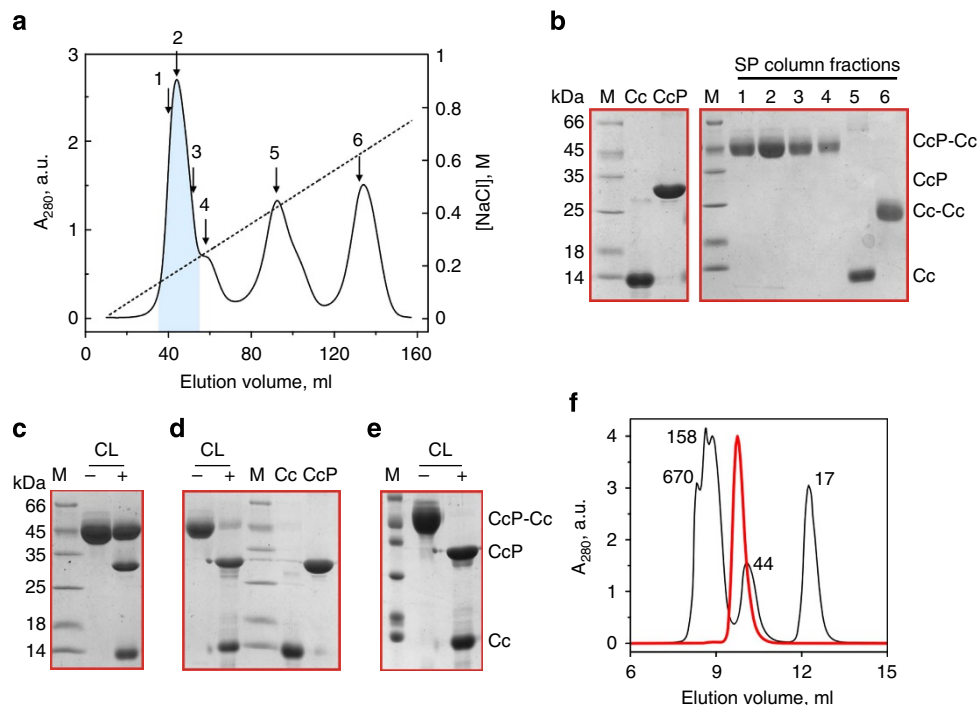 a
A280, a.u.
3
2
1
0
1
2
3
4
5
6
1
0.8
0.6
0.4
0.2
0
[NaCl], M
0
40
80
120
160
Elution volume, ml
b
SP column fractions
kDa M Cc CcP M 1 2 3 4 5 6
66
45
35
25
18
14
CcP-Cc
CcP
Cc-Cc
Cc
c
CL
M – +
kDa
66
45
35
25
18
14
d
CL
– + M Cc CcP
e
CL
M – +
CcP-Cc
CcP
Cc
f
A280, a.u.
4
3
2
1
0
670
158
44
17
6
9
12
15
Elution volume, ml